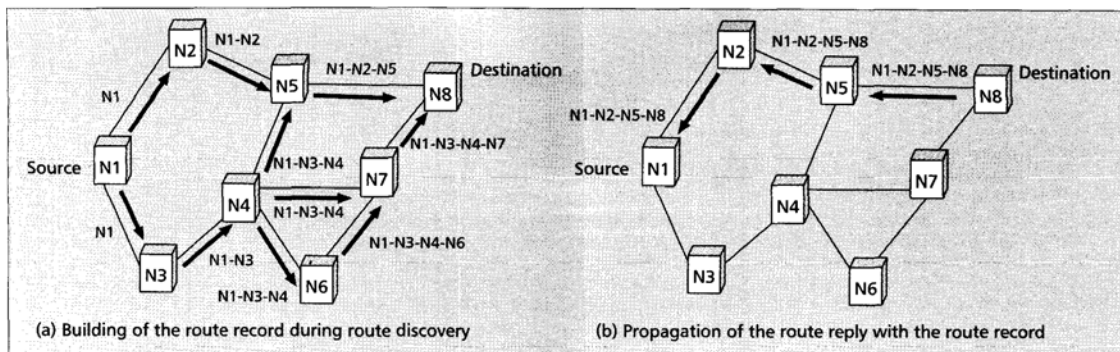 N2
N1-N2
N5
N1-N2-N5
Destination
N8
N1
N1-N3-N4-N7
Source
N1
N1-N3-N4
N7
N4
N1-N3-N4
N1
N1-N3-N4-N6
N3
N1-N3
N1-N3-N4
N6
(a) Building of the route record during route discovery
N2
N1-N2-N5-N8
N5
N1-N2-N5-N8
Destination
N8
N1-N2-N5-N8
Source
N1
N7
N4
N3
N6
(b) Propagation of the route reply with the route record